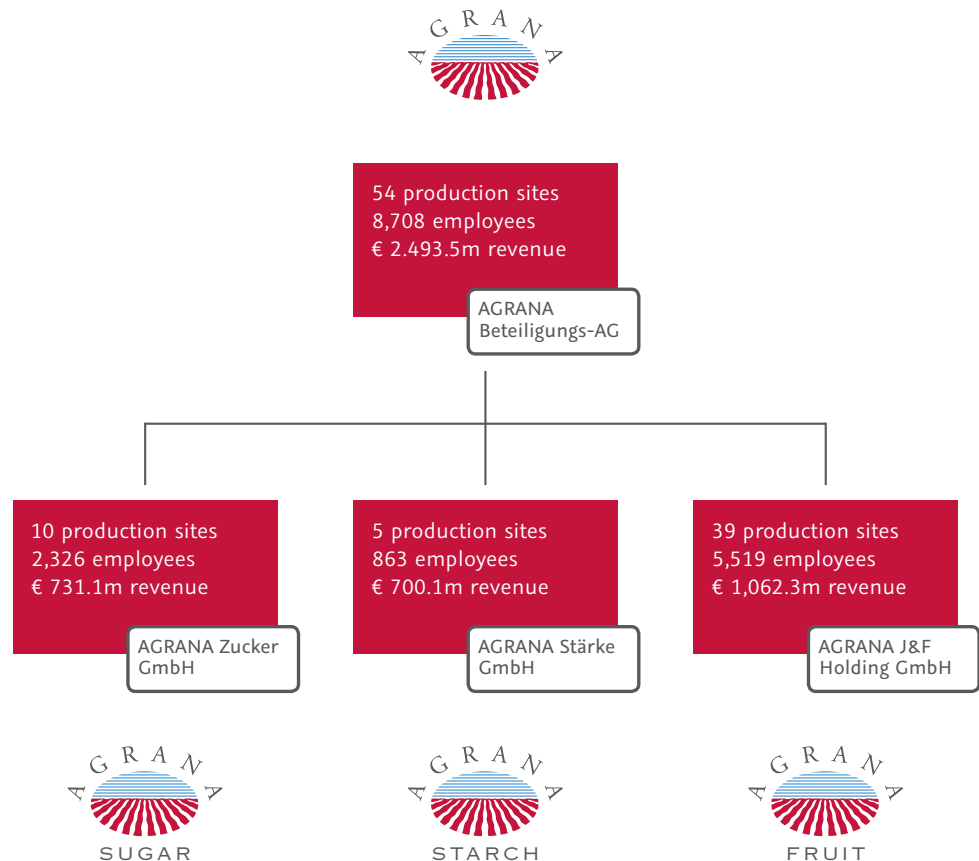 AGRANA
54 production sites
8,708 employees
€ 2.493.5m revenue
AGRANA
Beteiligungs-AG
10 production sites
2,326 employees
€ 731.1m revenue
AGRANA Zucker
GmbH
5 production sites
863 employees
€ 700.1m revenue
AGRANA Stärke
GmbH
39 production sites
5,519 employees
€ 1,062.3m revenue
AGRANA J&F
Holding GmbH
AGRANA
SUGAR
AGRANA
STARCH
AGRANA
FRUIT